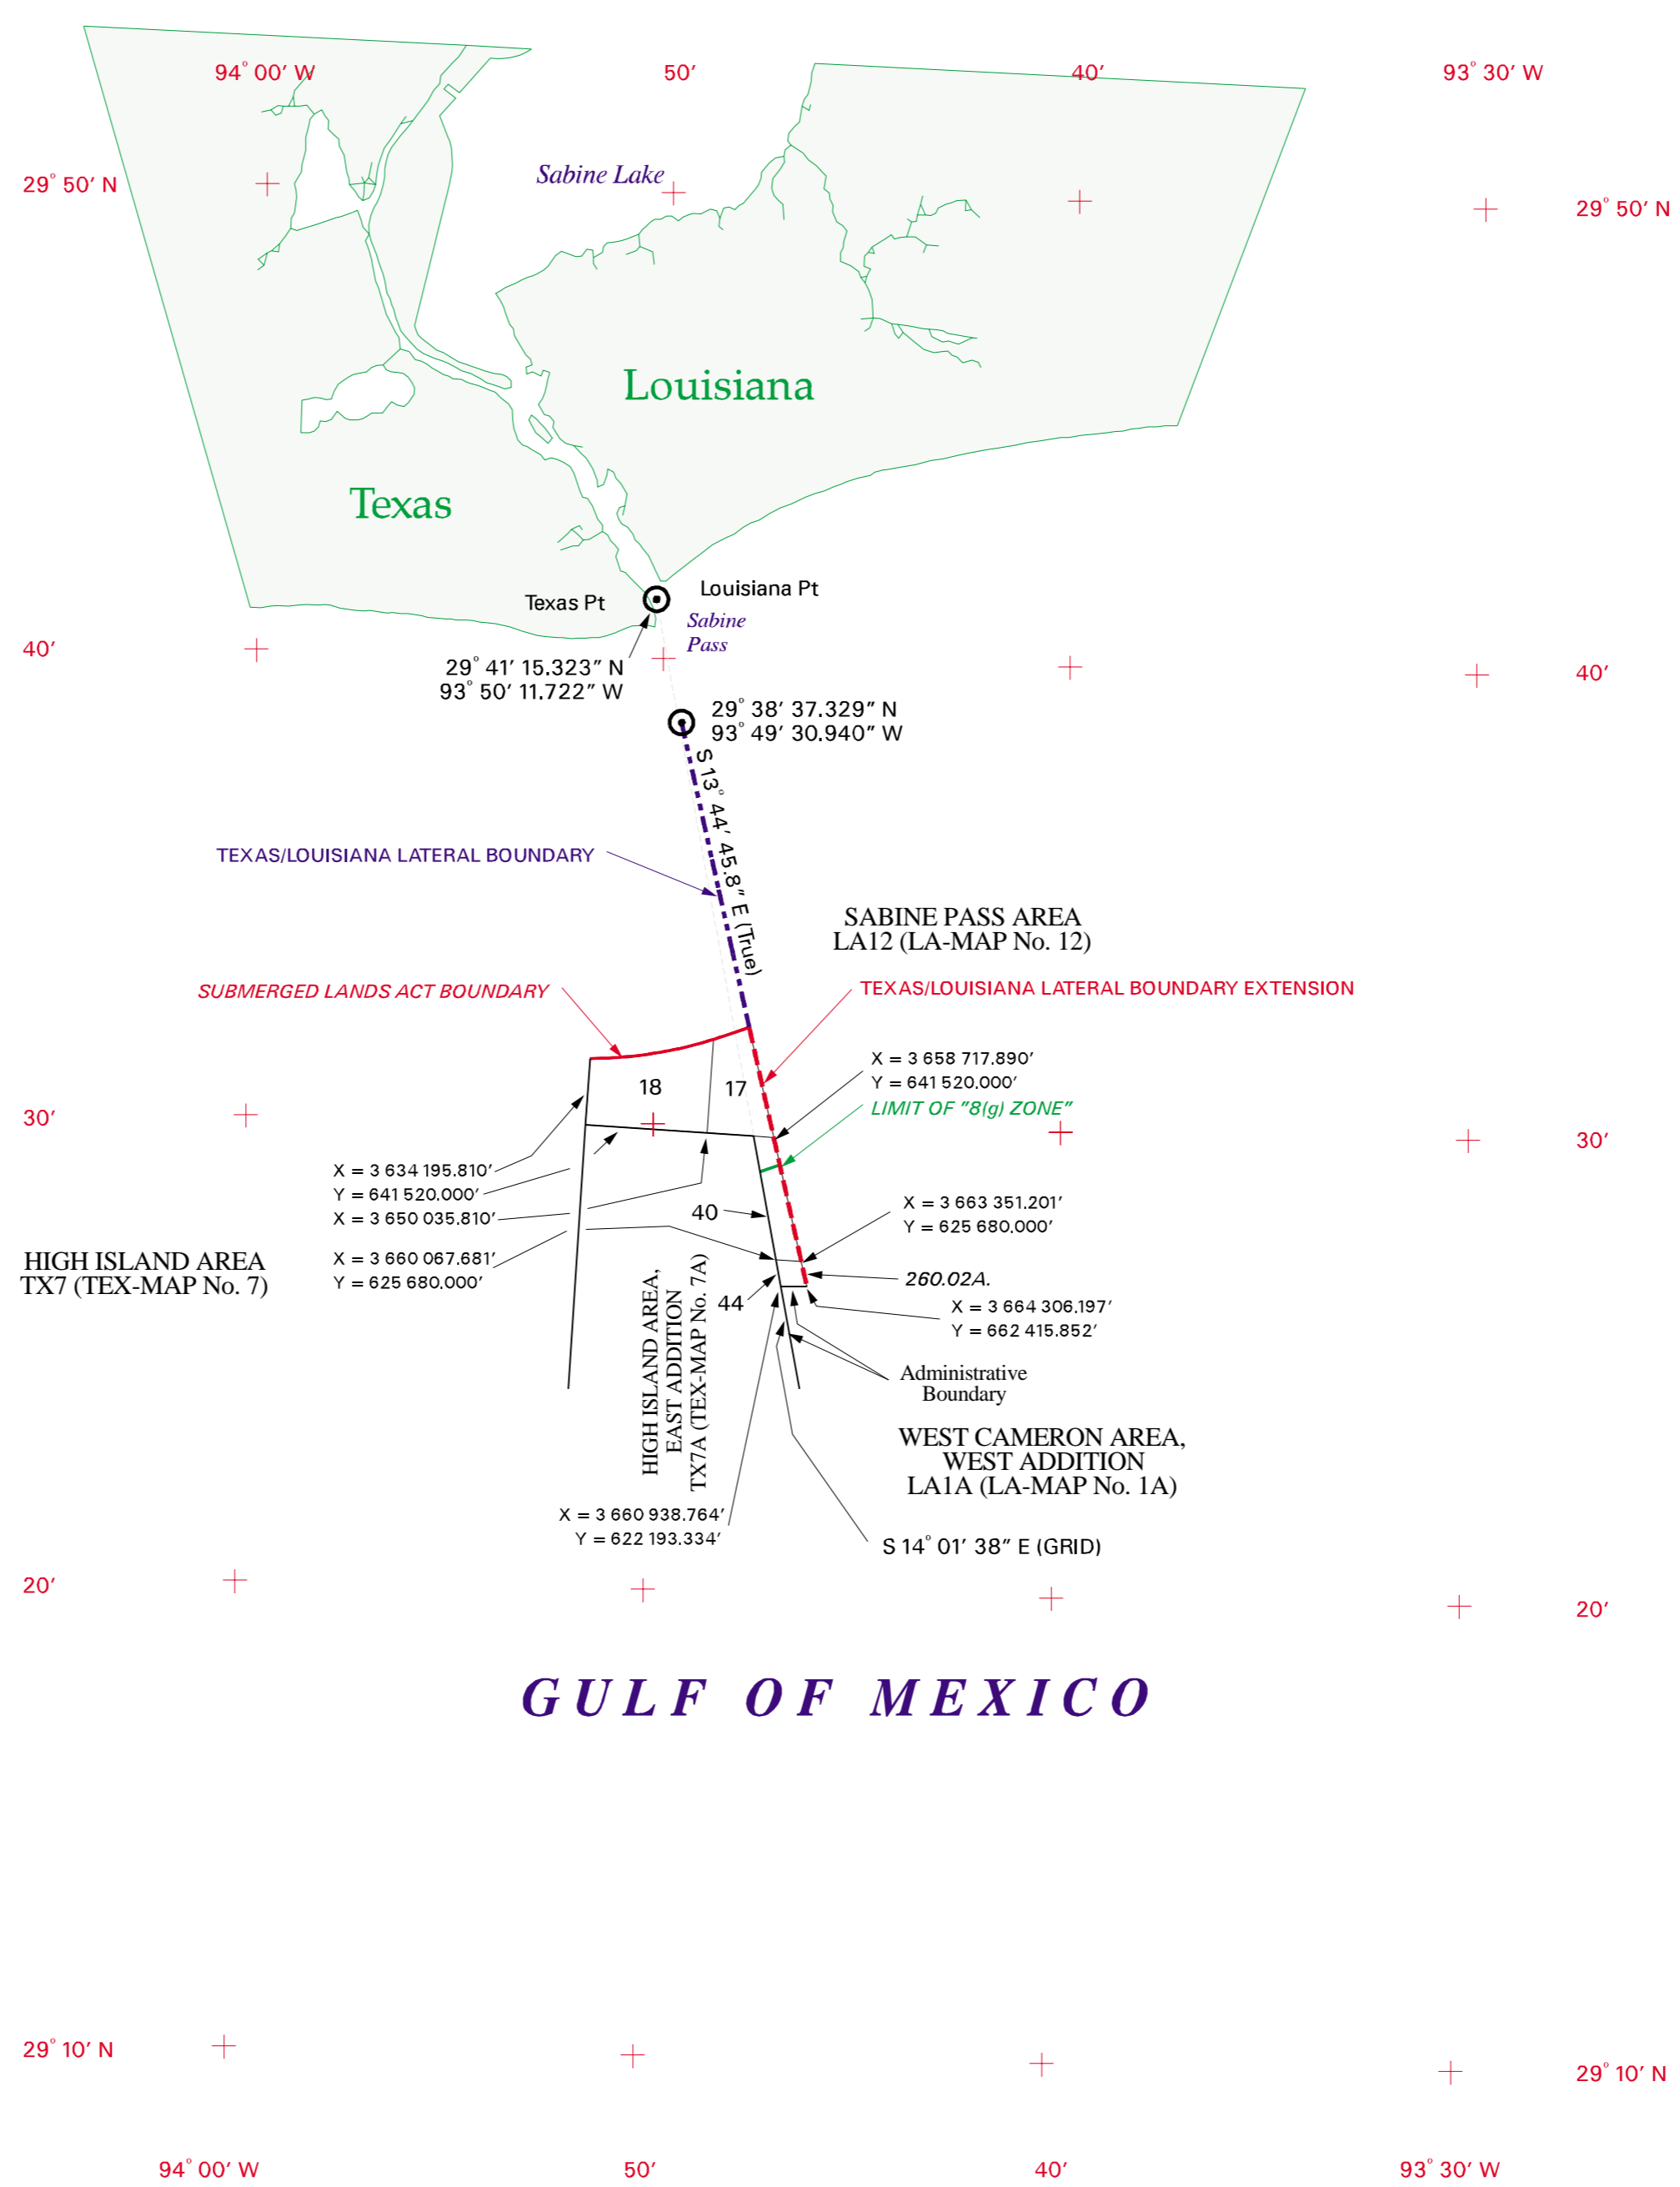 94° 00′ W
50′
40′
93° 30′ W
29° 50′ N
Sabine Lake
29° 50′ N
Louisiana
Texas
Louisiana Pt
Texas Pt
Sabine
Pass
40′
29° 41′ 15.323″ N
93° 50′ 11.722″ W
40′
29° 38′ 37.329″ N
93° 49′ 30.940″ W
S 13° 44′ 45.8″ E (True)
TEXAS/LOUISIANA LATERAL BOUNDARY
SABINE PASS AREA
LA12 (LA-MAP No. 12)
SUBMERGED LANDS ACT BOUNDARY
TEXAS/LOUISIANA LATERAL BOUNDARY EXTENSION
X = 3 658 717.890′
Y = 641 520.000′
18
17
LIMIT OF ″8(g) ZONE″
30′
30′
X = 3 634 195.810′
Y = 641 520.000′
X = 3 650 035.810′
40
X = 3 663 351.201′
Y = 625 680.000′
HIGH ISLAND AREA
TX7 (TEX-MAP No. 7)
X = 3 660 067.681′
Y = 625 680.000′
260.02A.
44
X = 3 664 306.197′
Y = 662 415.852′
HIGH ISLAND AREA,
EAST ADDITION
TX7A (TEX-MAP No. 7A)
Administrative
Boundary
WEST CAMERON AREA,
WEST ADDITION
LA1A (LA-MAP No. 1A)
X = 3 660 938.764′
Y = 622 193.334′
S 14° 01′ 38″ E (GRID)
20′
20′
GULF OF MEXICO
29° 10′ N
29° 10′ N
94° 00′ W
50′
40′
93° 30′ W